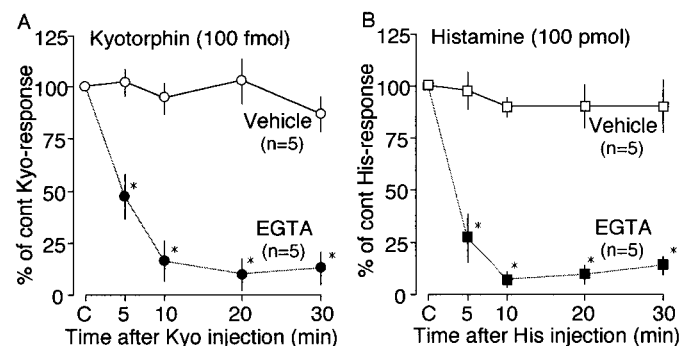 A
Kyotorphin (100 fmol)
% of cont Kyo-response
125
100
75
50
25
0
Vehicle
(n=5)
EGTA
(n=5)
*
*
*
*
C 5 10 20 30
Time after Kyo injection (min)
B
Histamine (100 pmol)
% of cont His-response
125
100
75
50
25
0
Vehicle
(n=5)
EGTA
(n=5)
*
*
*
*
C 5 10 20 30
Time after His injection (min)